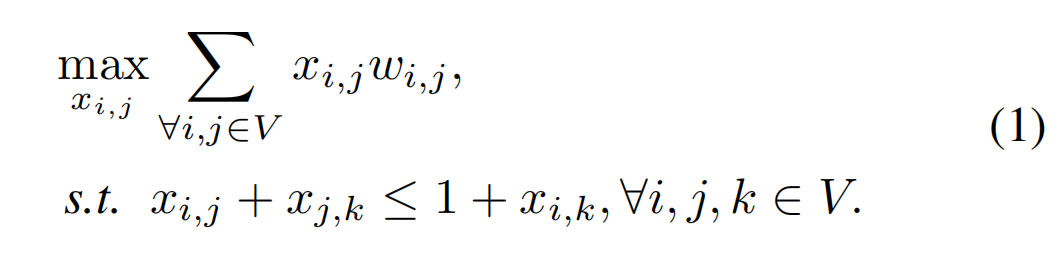 max_{x_{i,j}} ∑_{∀i,j∈V} x_{i,j}w_{i,j},
(1)
s.t. x_{i,j} + x_{j,k} ≤ 1 + x_{i,k}, ∀i, j, k ∈ V.